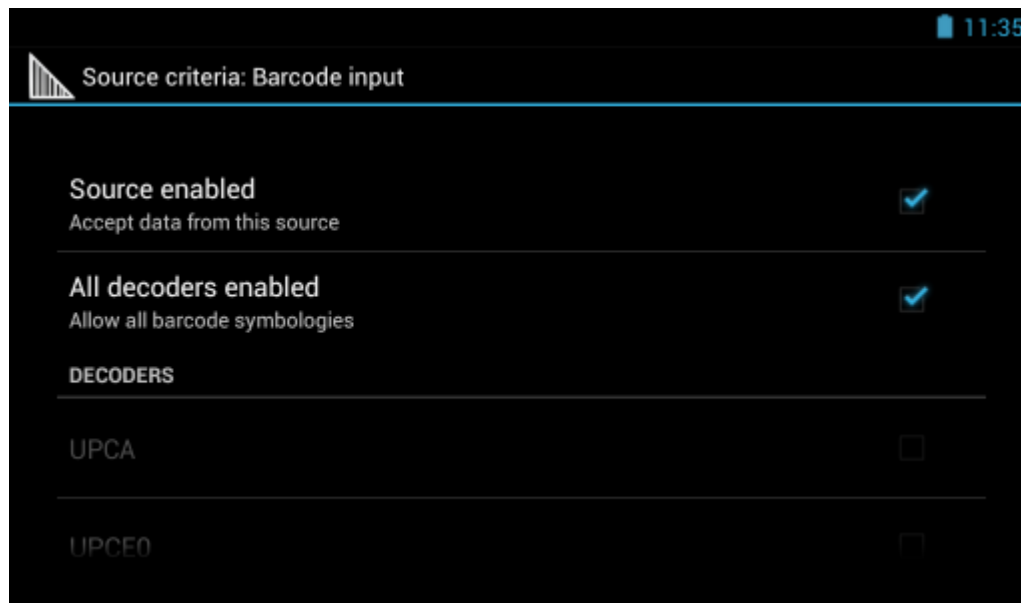 11:35
Source criteria: Barcode input
Source enabled
Accept data from this source
All decoders enabled
Allow all barcode symbologies
DECODERS
UPCA
UPCE0